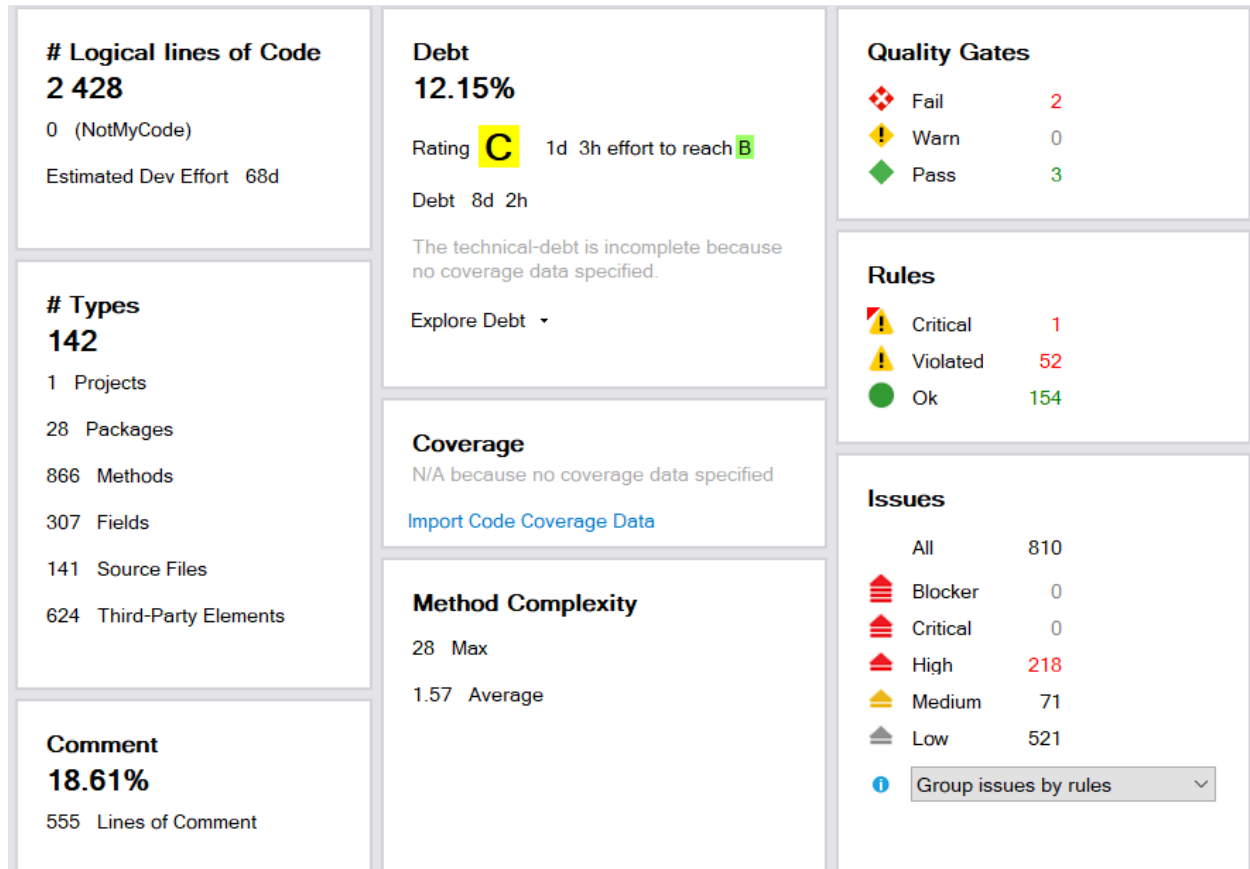 # Logical lines of Code
2 428
0 (NotMyCode)
Estimated Dev Effort 68d
# Types
142
1 Projects
28 Packages
866 Methods
307 Fields
141 Source Files
624 Third-Party Elements
Comment
18.61%
555 Lines of Comment
Debt
12.15%
Rating C 1d 3h effort to reach B
Debt 8d 2h
The technical-debt is incomplete because
no coverage data specified.
Explore Debt
Coverage
N/A because no coverage data specified
Import Code Coverage Data
Method Complexity
28 Max
1.57 Average
Quality Gates
Fail 2
Warn 0
Pass 3
Rules
Critical 1
Violated 52
Ok 154
Issues
All 810
Blocker 0
Critical 0
High 218
Medium 71
Low 521
Group issues by rules